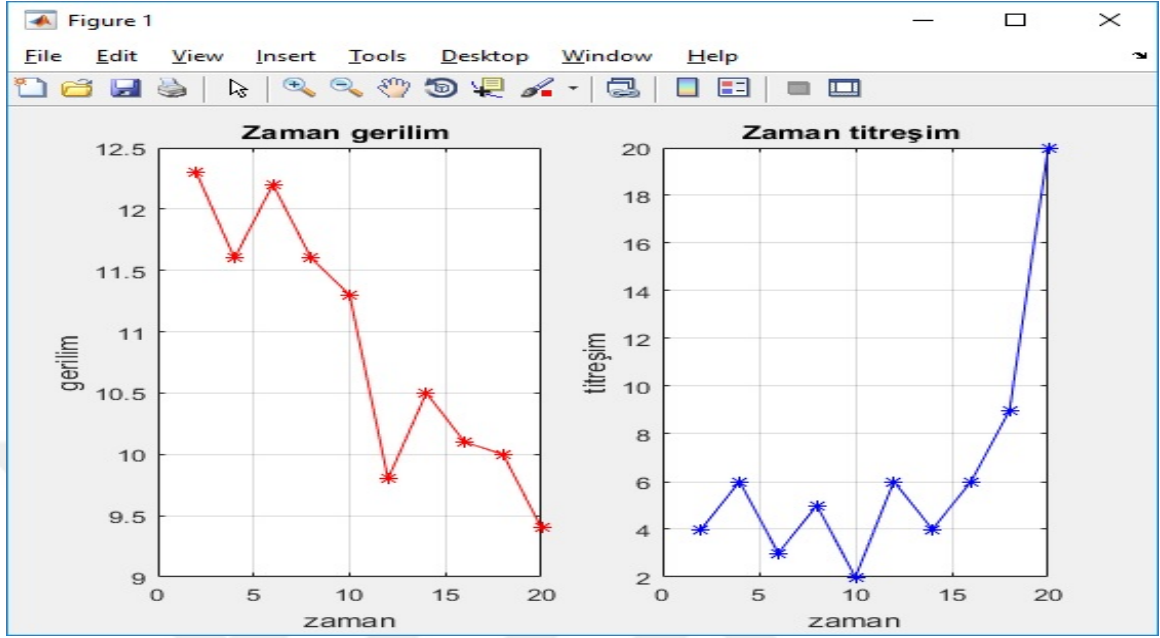 Figure 1
File Edit View Insert Tools Desktop Window Help
Zaman gerilim
12.5
12
11.5
11
10.5
10
9.5
9
gerilim
0 5 10 15 20
zaman
Zaman titreşim
20
18
16
14
12
10
8
6
4
2
titreşim
0 5 10 15 20
zaman